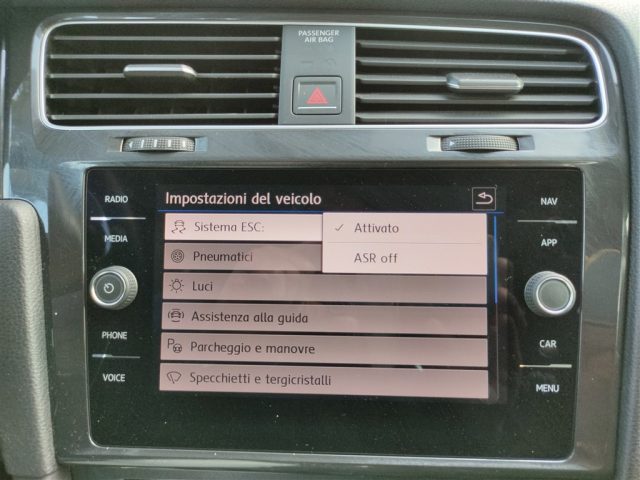 PASSENGER
AIR BAG
RADIO
MEDIA
PHONE
VOICE
Impostazioni del veicolo
Sistema ESC:
✓ Attivato
ASR off
Pneumatici
Luci
Assistenza alla guida
P Parcheggio e manovre
Specchietti e tergicristalli
NAV
APP
CAR
MENU